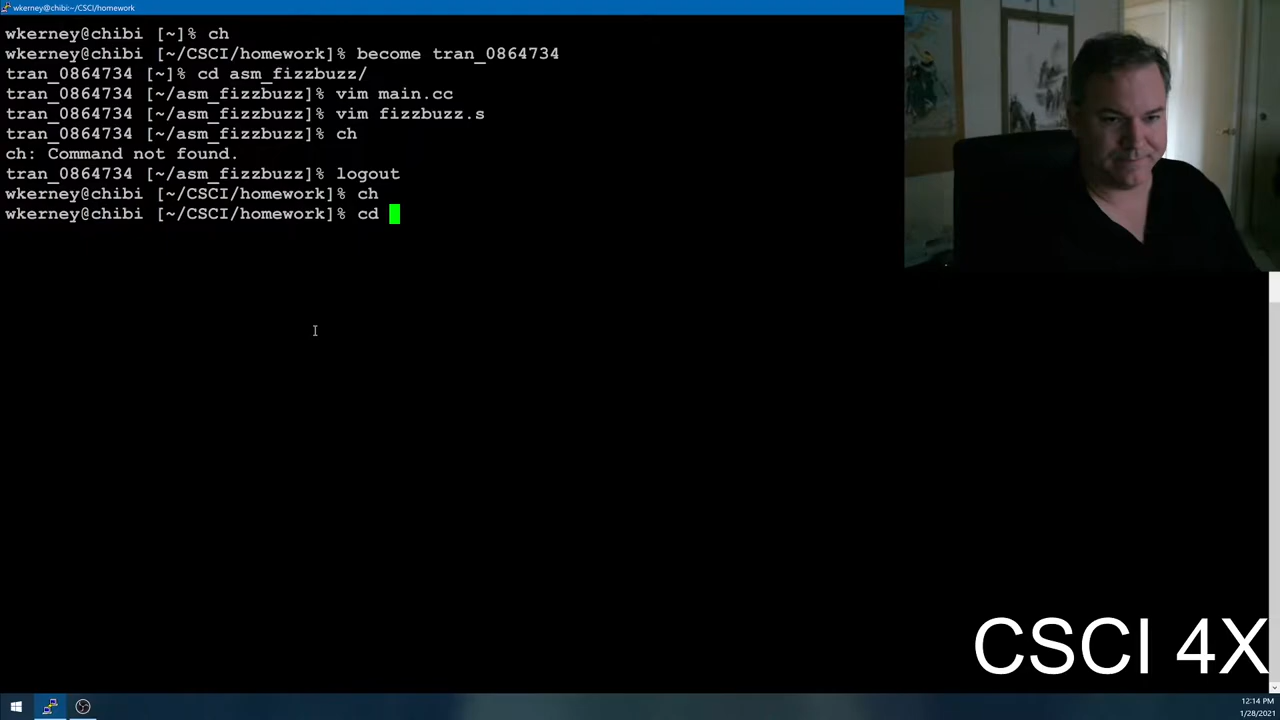 wkerney@chibi:~/CSCI/homework
wkerney@chibi [~]% ch
wkerney@chibi [~/CSCI/homework]% become tran_0864734
tran_0864734 [~]% cd asm_fizzbuzz/
tran_0864734 [~/asm_fizzbuzz]% vim main.cc
tran_0864734 [~/asm_fizzbuzz]% vim fizzbuzz.s
tran_0864734 [~/asm_fizzbuzz]% ch
ch: Command not found.
tran_0864734 [~/asm_fizzbuzz]% logout
wkerney@chibi [~/CSCI/homework]% ch
wkerney@chibi [~/CSCI/homework]% cd
CSCI 4X
12:14 PM
1/28/2021